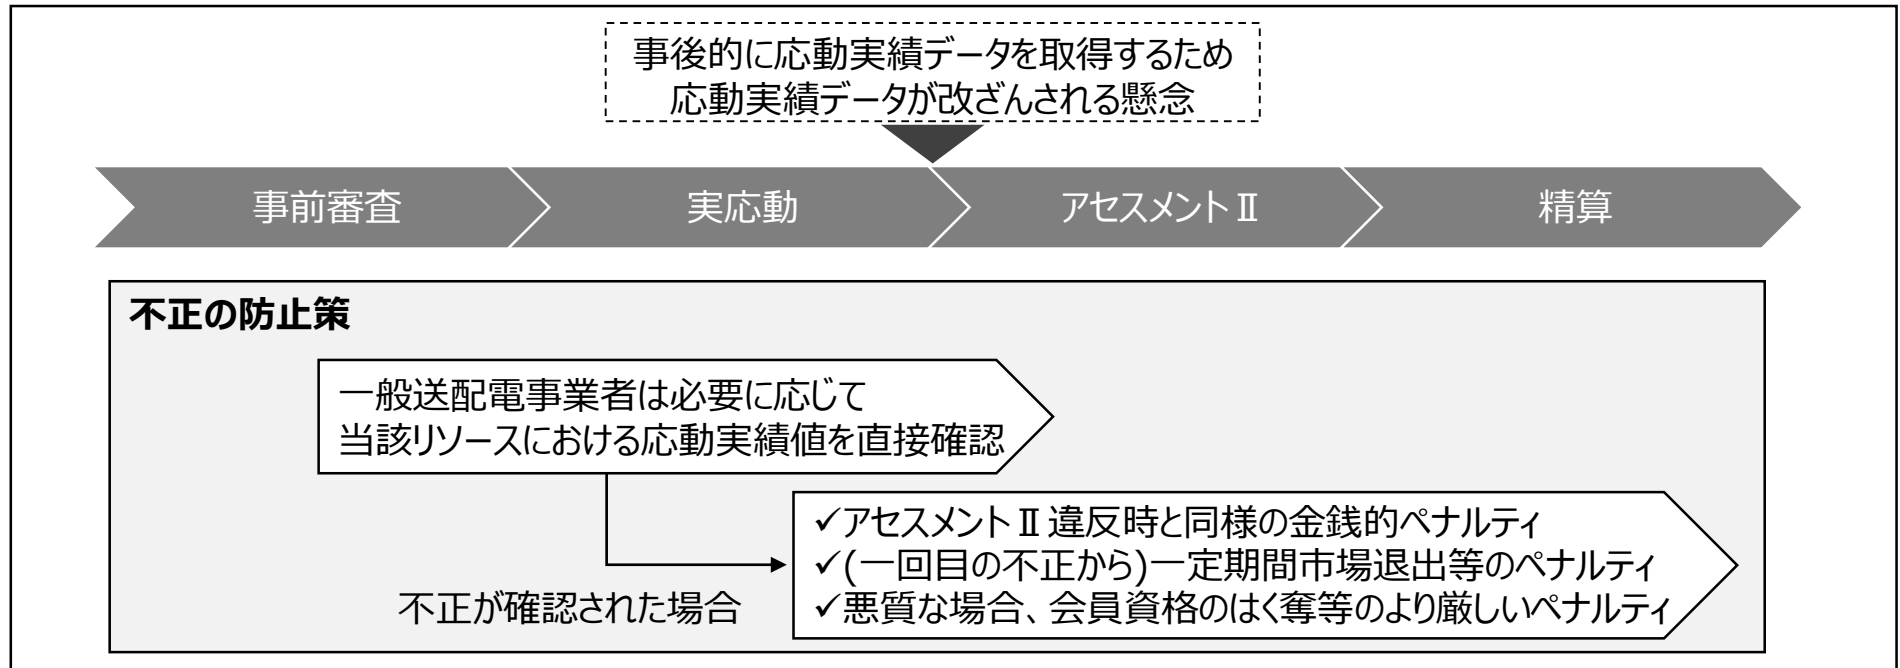 事後的に応動実績データを取得するため
応動実績データが改ざんされる懸念
事前審査
実応動
アセスメントⅡ
精算
不正の防止策
一般送配電事業者は必要に応じて
当該リソースにおける応動実績値を直接確認
✓アセスメントⅡ違反時と同様の金銭的ペナルティ
✓(一回目の不正から)一定期間市場退出等のペナルティ
✓悪質な場合、会員資格のはく奪等のより厳しいペナルティ
不正が確認された場合